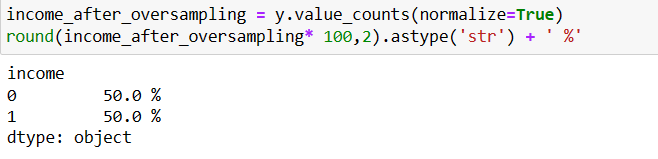 income_after_oversampling = y.value_counts(normalize=True)
round(income_after_oversampling* 100,2).astype('str') + ' %'
income
0        50.0 %
1        50.0 %
dtype: object